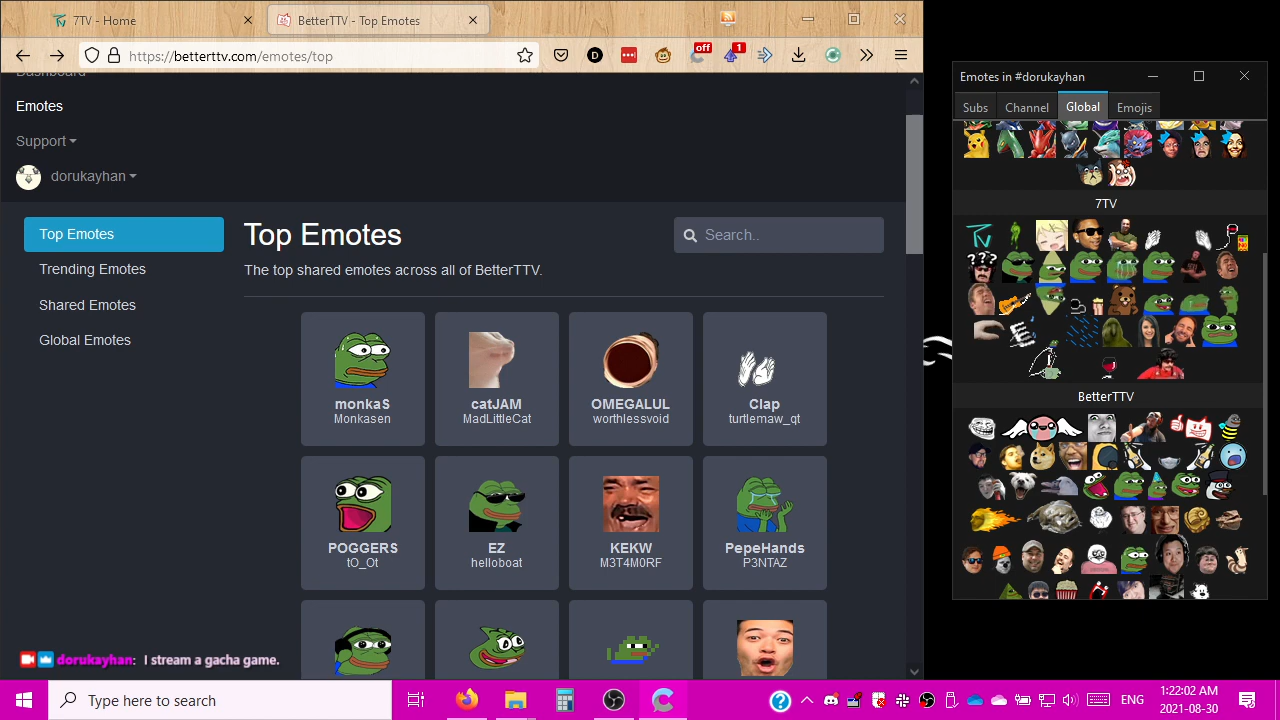 7TV - Home
BetterTTV - Top Emotes
https://betterttv.com/emotes/top
off
1
Dashboard
Emotes
Support
dorukayhan
Top Emotes
Trending Emotes
Shared Emotes
Global Emotes
Top Emotes
Search..
The top shared emotes across all of BetterTTV.
monkaS
Monkasen
catJAM
MadLittleCat
OMEGALUL
worthlessvoid
Clap
turtlemaw_qt
POGGERS
tO_Ot
EZ
helloboat
KEKW
M3T4M0RF
PepeHands
P3NTAZ
dorukayhan: I stream a gacha game.
Emotes in #dorukayhan
Subs Channel Global Emojis
7TV
BetterTTV
Type here to search
ENG
1:22:02 AM
2021-08-30